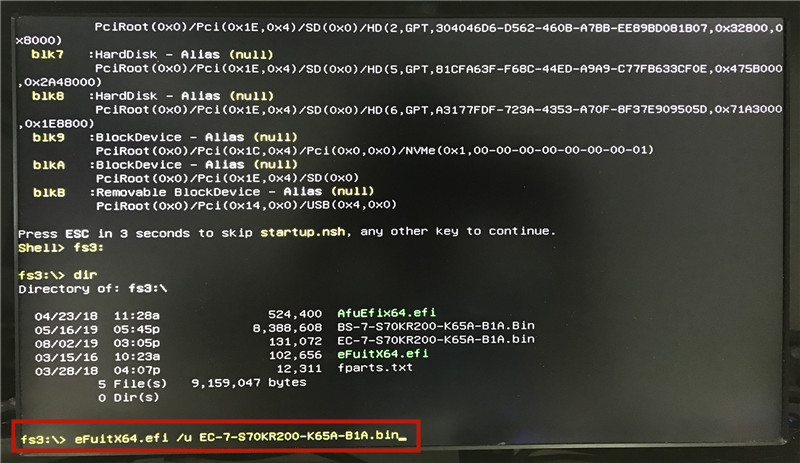 PciRoot(0x0)/Pci(0x1E,0x4)/SD(0x0)/HD(2,GPT,304046D6-D562-460B-A7BB-EE89BD081B07,0x32800,0
x8000)
blk7 :HardDisk - Alias (null)
PciRoot(0x0)/Pci(0x1E,0x4)/SD(0x0)/HD(5,GPT,81CFA63F-F68C-44ED-A9A9-C77FB633CF0E,0x475B000
,0x2A48000)
blk8 :HardDisk - Alias (null)
PciRoot(0x0)/Pci(0x1E,0x4)/SD(0x0)/HD(6,GPT,A3177FDF-723A-4353-A70F-8F37E909505D,0x71A3000
,0x1E8B00)
blk9 :BlockDevice - Alias (null)
PciRoot(0x0)/Pci(0x1C,0x4)/Pci(0x0,0x0)/NVMe(0x1,00-00-00-00-00-00-00-01)
blkA :BlockDevice - Alias (null)
PciRoot(0x0)/Pci(0x1E,0x4)/SD(0x0)
blkB :Removable BlockDevice - Alias (null)
PciRoot(0x0)/Pci(0x14,0x0)/USB(0x4,0x0)
Press ESC in 3 seconds to skip startup.nsh, any other key to continue.
Shell> fs3:
fs3:\> dir
Directory of: fs3:\
04/23/18 11:28a 524,400 AfuEfix64.efi
05/16/19 05:45p 8,388,608 BS-7-S70KR200-K65A-B1A.Bin
08/02/19 03:05p 131,072 EC-7-S70KR200-K65A-B1A.Bin
03/15/16 10:23a 102,656 eFuitX64.efi
03/28/18 04:07p 12,311 fparts.txt
5 File(s) 9,159,047 bytes
0 Dir(s)
fs3:\> eFuitX64.efi /u EC-7-S70KR200-K65A-B1A.bin_